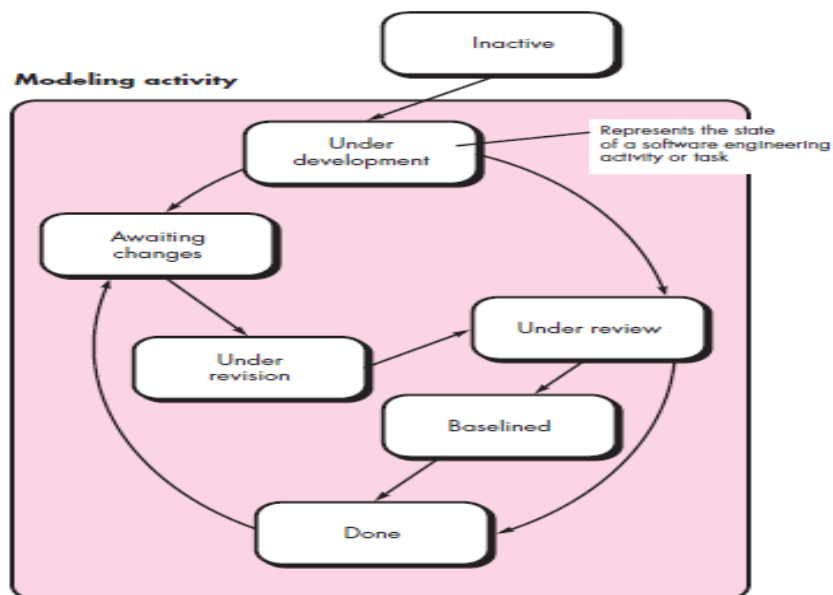 Inactive
Modeling activity
Under
development
Represents the state
of a software engineering
activity or task
Awaiting
changes
Under review
Under
revision
Baselined
Done